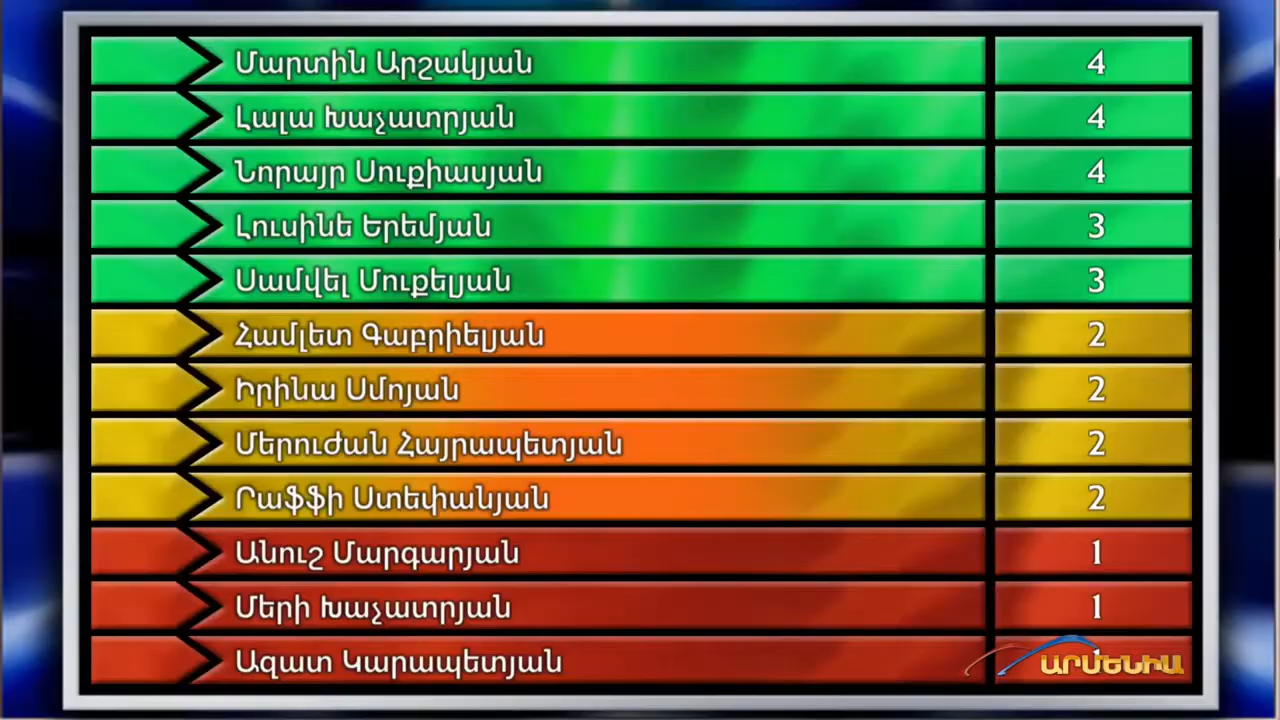 Մարտին Արշակյան 4
Լալա Խաչատրյան 4
Նորայր Սուքիասյան 4
Լուսինե Երեմյան 3
Սամվել Մուքելյան 3
Համլետ Գաբրիելյան 2
Իրինա Սմոյան 2
Մերուժան Հայրապետյան 2
Րաֆֆի Ստեփանյան 2
Անուշ Մարգարյան 1
Մերի Խաչատրյան 1
Ազատ Կարապետյան
ԱՐՄԵՆԻԱ